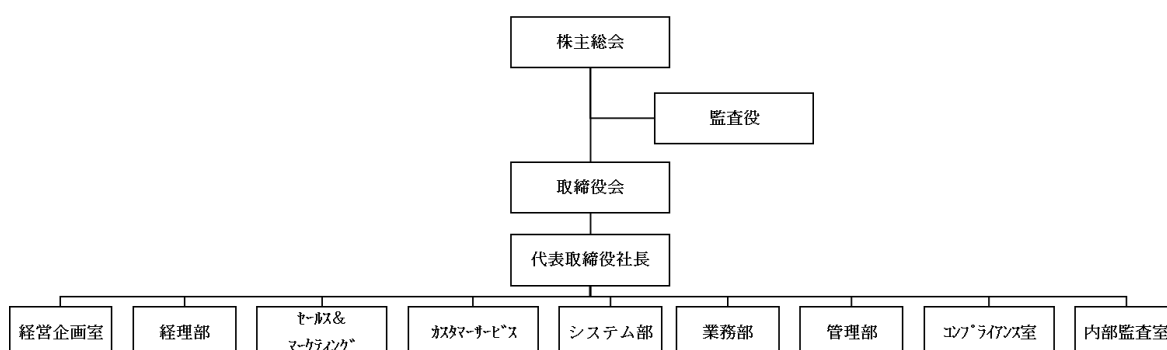 株主総会
監査役
取締役会
代表取締役社長
経営企画室
経理部
ｾｰﾙｽ＆
ﾏｰｹﾃｨﾝｸﾞ
ｶｽﾀﾏｰｻｰﾋﾞｽ
システム部
業務部
管理部
ｺﾝﾌﾟﾗｲｱﾝｽ室
内部監査室